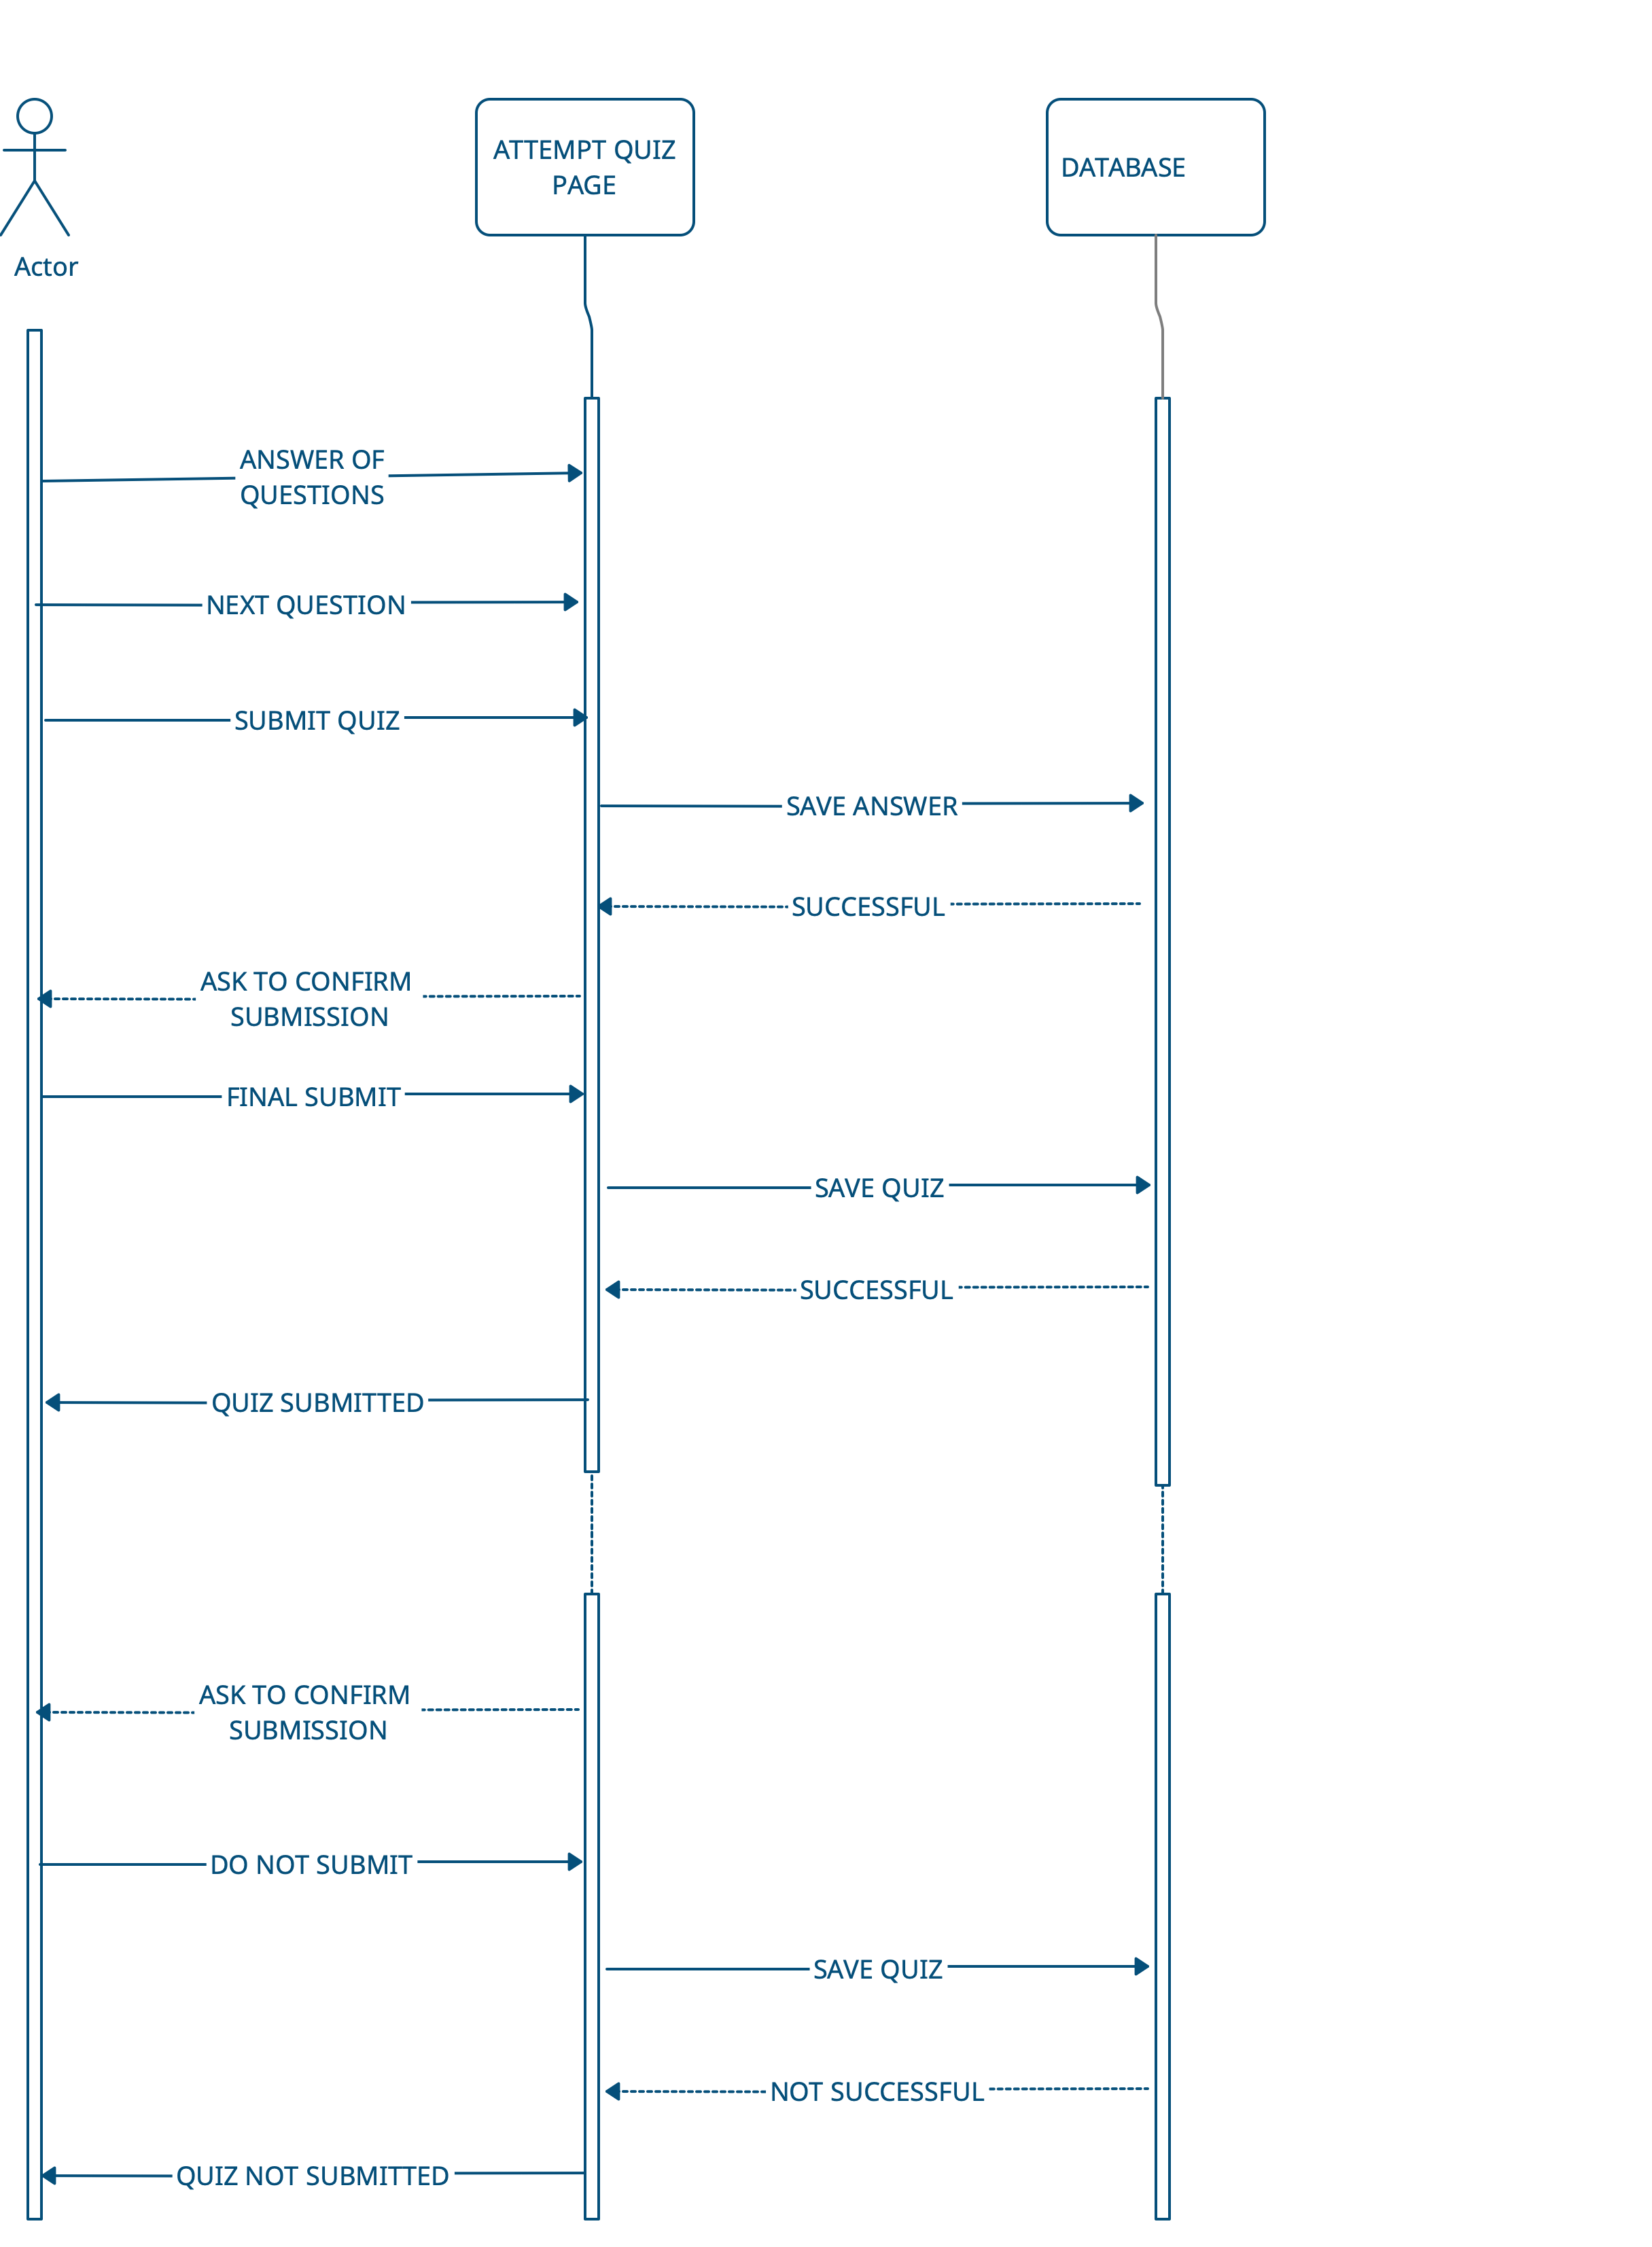 ATTEMPT QUIZ
PAGE
DATABASE
Actor
ANSWER OF
QUESTIONS
NEXT QUESTION
SUBMIT QUIZ
SAVE ANSWER
SUCCESSFUL
ASK TO CONFIRM
SUBMISSION
FINAL SUBMIT
SAVE QUIZ
SUCCESSFUL
QUIZ SUBMITTED
ASK TO CONFIRM
SUBMISSION
DO NOT SUBMIT
SAVE QUIZ
NOT SUCCESSFUL
QUIZ NOT SUBMITTED